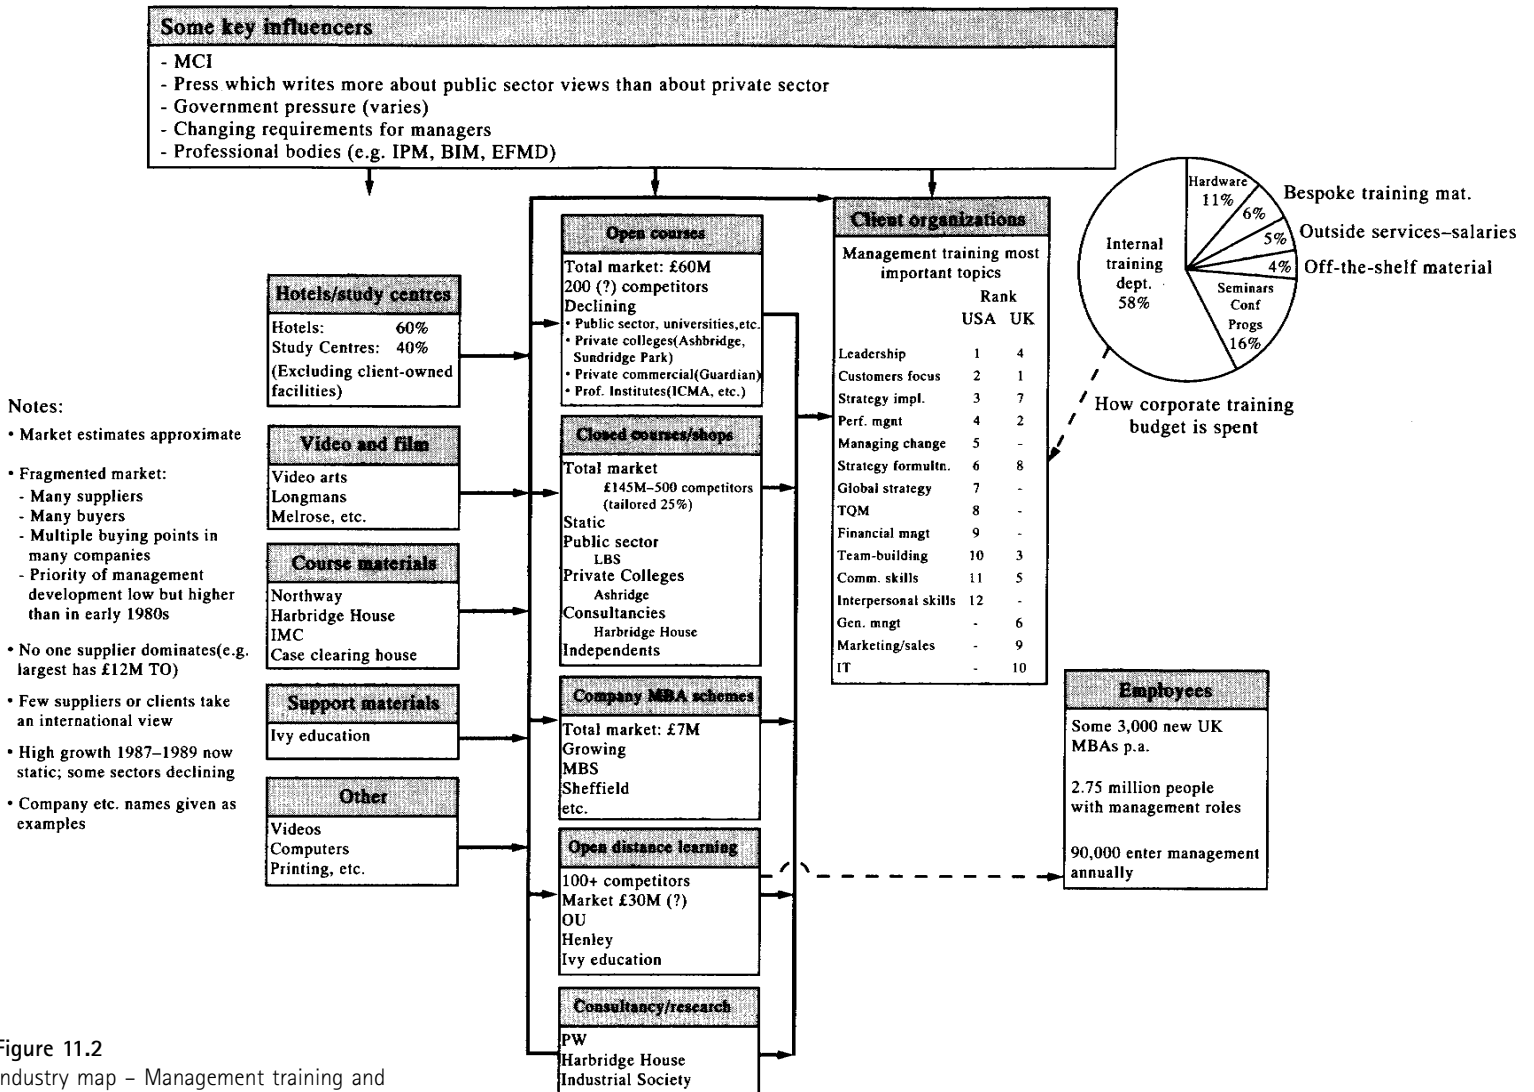 Some key influencers
- MCI
- Press which writes more about public sector views than about private sector
- Government pressure (varies)
- Changing requirements for managers
- Professional bodies (e.g. IPM, BIM, EFMD)
Notes:
• Market estimates approximate
• Fragmented market:
- Many suppliers
- Many buyers
- Multiple buying points in
many companies
- Priority of management
development low but higher
than in early 1980s
• No one supplier dominates(e.g.
largest has £12M TO)
• Few suppliers or clients take
an international view
• High growth 1987–1989 now
static; some sectors declining
• Company etc. names given as
examples
Hotels/study centres
Hotels: 60%
Study Centres: 40%
(Excluding client-owned
facilities)
Video and film
Video arts
Longmans
Melrose, etc.
Course materials
Northway
Harbridge House
IMC
Case clearing house
Support materials
Ivy education
Other
Videos
Computers
Printing, etc.
Open courses
Total market: £60M
200 (?) competitors
Declining
• Public sector, universities,etc.
• Private colleges(Ashbridge,
Sundridge Park)
• Private commercial(Guardian)
• Prof. Institutes(ICMA, etc.)
Closed courses/shops
Total market
£145M–500 competitors
(tailored 25%)
Static
Public sector
LBS
Private Colleges
Ashridge
Consultancies
Harbridge House
Independents
Company MBA schemes
Total market: £7M
Growing
MBS
Sheffield
etc.
Open distance learning
100+ competitors
Market £30M (?)
OU
Henley
Ivy education
Consultancy/research
PW
Harbridge House
Industrial Society
Client organizations
Management training most
important topics
Rank
USA UK
Leadership 1 4
Customers focus 2 1
Strategy impl. 3 7
Perf. mgnt 4 2
Managing change 5 -
Strategy formultn. 6 8
Global strategy 7 -
TQM 8 -
Financial mngt 9 -
Team-building 10 3
Comm. skills 11 5
Interpersonal skills 12 -
Gen. mngt - 6
Marketing/sales - 9
IT - 10
Hardware
11%
6%
Bespoke training mat.
5%
Outside services–salaries
4%
Off-the-shelf material
Seminars
Conf
Progs
16%
Internal
training
dept.
58%
How corporate training
budget is spent
Employees
Some 3,000 new UK
MBAs p.a.
2.75 million people
with management roles
90,000 enter management
annually
Figure 11.2
ndustry map – Management training and